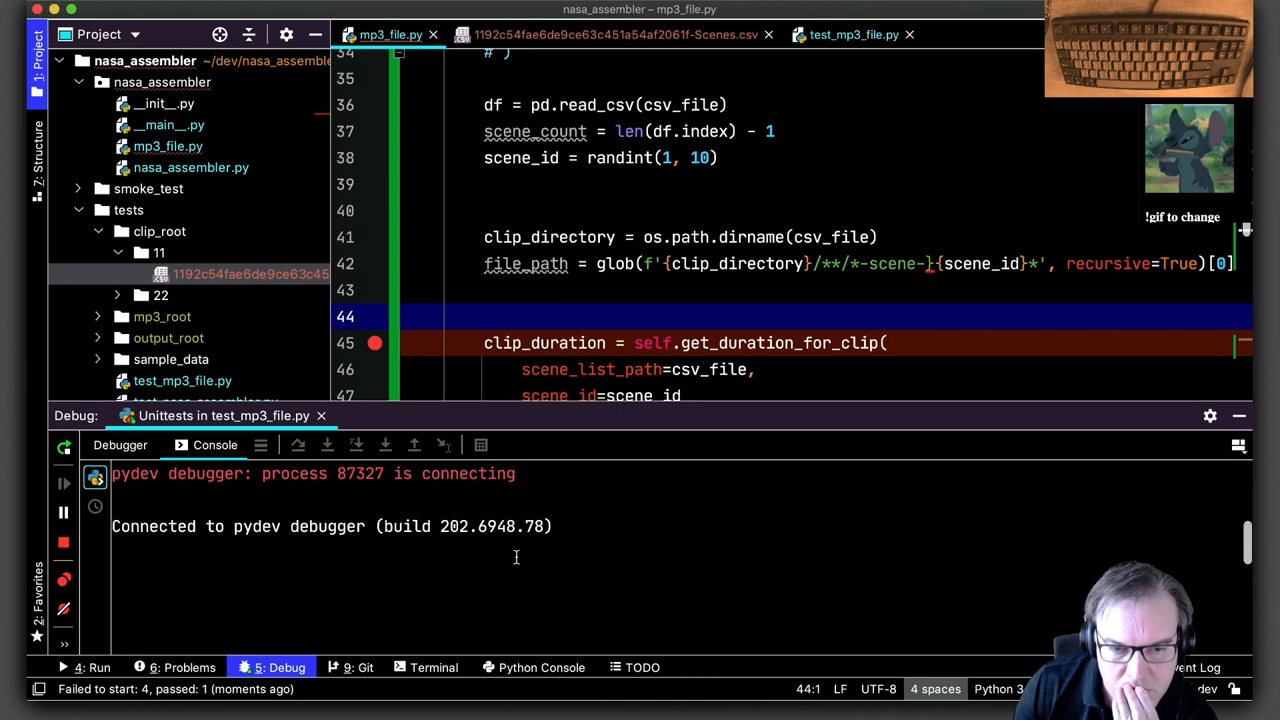 nasa_assembler – mp3_file.py
Project
mp3_file.py
1192c54fae6de9ce63c451a54af2061f-Scenes.csv
test_mp3_file.py
1: Project
7: Structure
2: Favorites
nasa_assembler ~/dev/nasa_assemble
nasa_assembler
__init__.py
__main__.py
mp3_file.py
nasa_assembler.py
smoke_test
tests
clip_root
11
1192c54fae6de9ce63c45
22
mp3_root
output_root
sample_data
test_mp3_file.py
34 # )
35
36 df = pd.read_csv(csv_file)
37 scene_count = len(df.index) - 1
38 scene_id = randint(1, 10)
39
40
41 clip_directory = os.path.dirname(csv_file)
42 file_path = glob(f'{clip_directory}/**/*-scene-}{scene_id}*', recursive=True)[0]
43
44
45 clip_duration = self.get_duration_for_clip(
46 scene_list_path=csv_file,
47 scene_id=scene_id
!gif to change
Debug: Unittests in test_mp3_file.py
Debugger Console
pydev debugger: process 87327 is connecting
Connected to pydev debugger (build 202.6948.78)
4: Run 6: Problems 5: Debug 9: Git Terminal Python Console TODO vent Log
Failed to start: 4, passed: 1 (moments ago) 44:1 LF UTF-8 4 spaces Python 3 dev